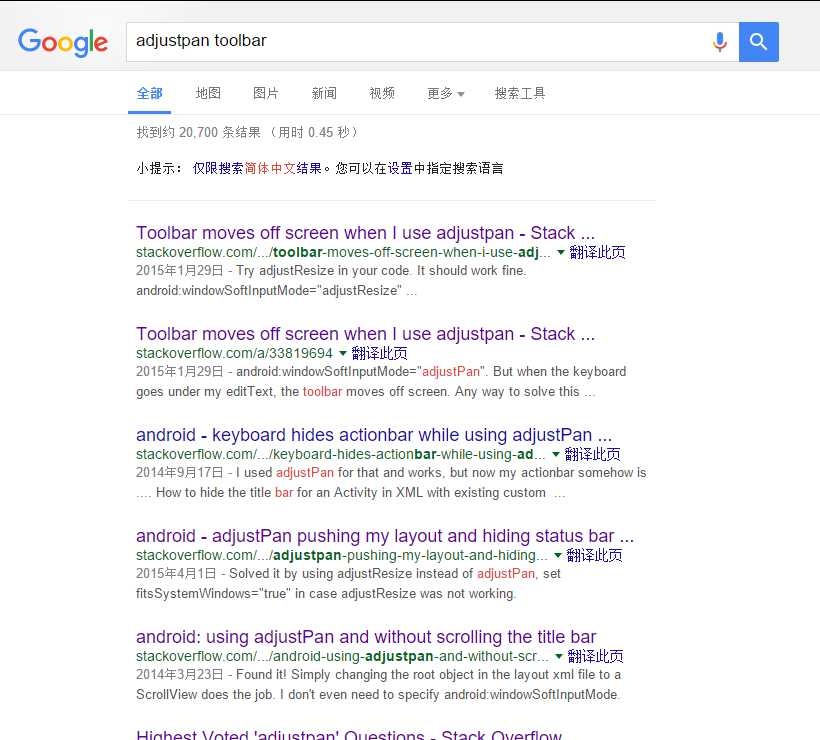 Google
adjustpan toolbar
全部 地图 图片 新闻 视频 更多 搜索工具
找到约 20,700 条结果 （用时 0.45 秒）
小提示： 仅限搜索简体中文结果。您可以在设置中指定搜索语言
Toolbar moves off screen when I use adjustpan - Stack ...
stackoverflow.com/.../toolbar-moves-off-screen-when-i-use-adj... 翻译此页
2015年1月29日 - Try adjustResize in your code. It should work fine.
android:windowSoftInputMode="adjustResize" ...
Toolbar moves off screen when I use adjustpan - Stack ...
stackoverflow.com/a/33819694 翻译此页
2015年1月29日 - android:windowSoftInputMode="adjustPan". But when the keyboard
goes under my editText, the toolbar moves off screen. Any way to solve this ...
android - keyboard hides actionbar while using adjustPan ...
stackoverflow.com/.../keyboard-hides-actionbar-while-using-ad... 翻译此页
2014年9月17日 - I used adjustPan for that and works, but now my actionbar somehow is
.... How to hide the title bar for an Activity in XML with existing custom ...
android - adjustPan pushing my layout and hiding status bar ...
stackoverflow.com/.../adjustpan-pushing-my-layout-and-hiding... 翻译此页
2015年4月1日 - Solved it by using adjustResize instead of adjustPan, set
fitsSystemWindows="true" in case adjustResize was not working.
android: using adjustPan and without scrolling the title bar
stackoverflow.com/.../android-using-adjustpan-and-without-scr... 翻译此页
2014年3月23日 - Found it! Simply changing the root object in the layout xml file to a
ScrollView does the job. I don't even need to specify android:windowSoftInputMode.
Highest Voted 'adjustpan' Questions - Stack Overflow